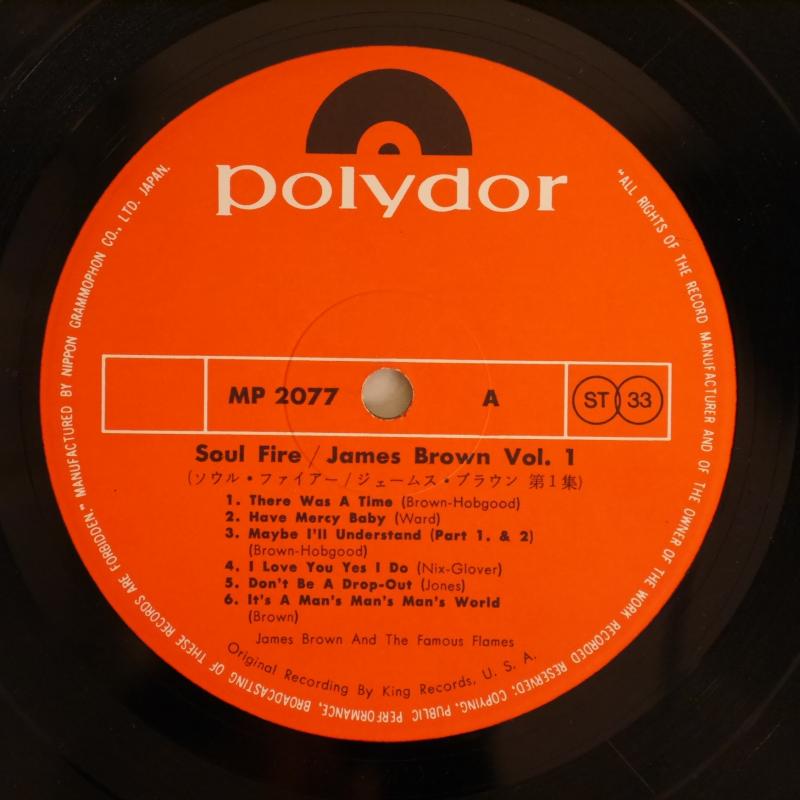 polydor
MP 2077 A ST 33
Soul Fire / James Brown Vol. 1
(ソウル・ファイアー/ジェームス・ブラウン 第1集)
1. There Was A Time (Brown-Hobgood)
2. Have Mercy Baby (Ward)
3. Maybe I'll Understand (Part 1. & 2)
(Brown-Hobgood)
4. I Love You Yes I Do (Nix-Glover)
5. Don't Be A Drop-Out (Jones)
6. It's A Man's Man's Man's World
(Brown)
James Brown And The Famous Flames
Original Recording By King Records, U. S. A.
"ALL RIGHTS OF THE RECORD MANUFACTURER AND OF THE OWNER OF THE WORK RECORDED RESERVED; COPYING, PUBLIC PERFORMANCE, BROADCASTING OF THESE RECORDS ARE FORBIDDEN." MANUFACTURED BY NIPPON GRAMMOPHON CO., LTD. JAPAN.